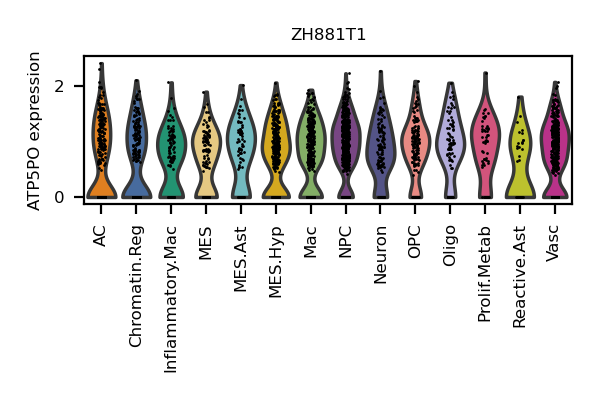 ZH881T1
ATP5PO expression
2
0
AC
Chromatin.Reg
Inflammatory.Mac
MES
MES.Ast
MES.Hyp
Mac
NPC
Neuron
OPC
Oligo
Prolif.Metab
Reactive.Ast
Vasc